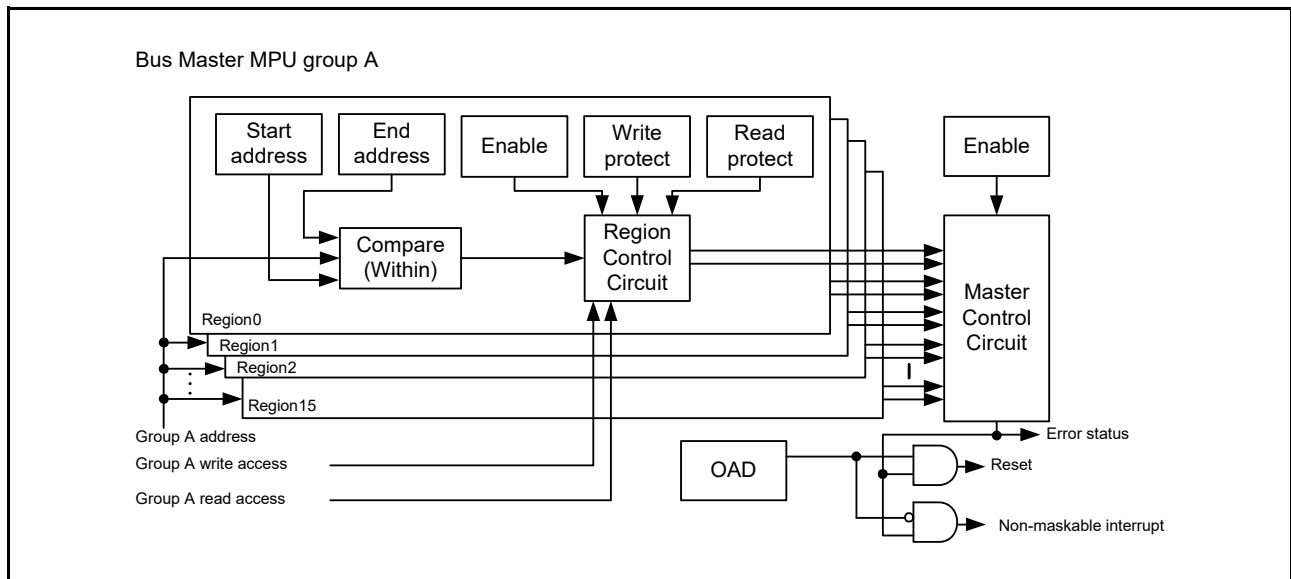 Bus Master MPU group A
Start
address
End
address
Enable
Write
protect
Read
protect
Enable
Compare
(Within)
Region
Control
Circuit
Master
Control
Circuit
Region0
Region1
Region2
Region15
Group A address
Group A write access
Group A read access
OAD
Error status
Reset
Non-maskable interrupt